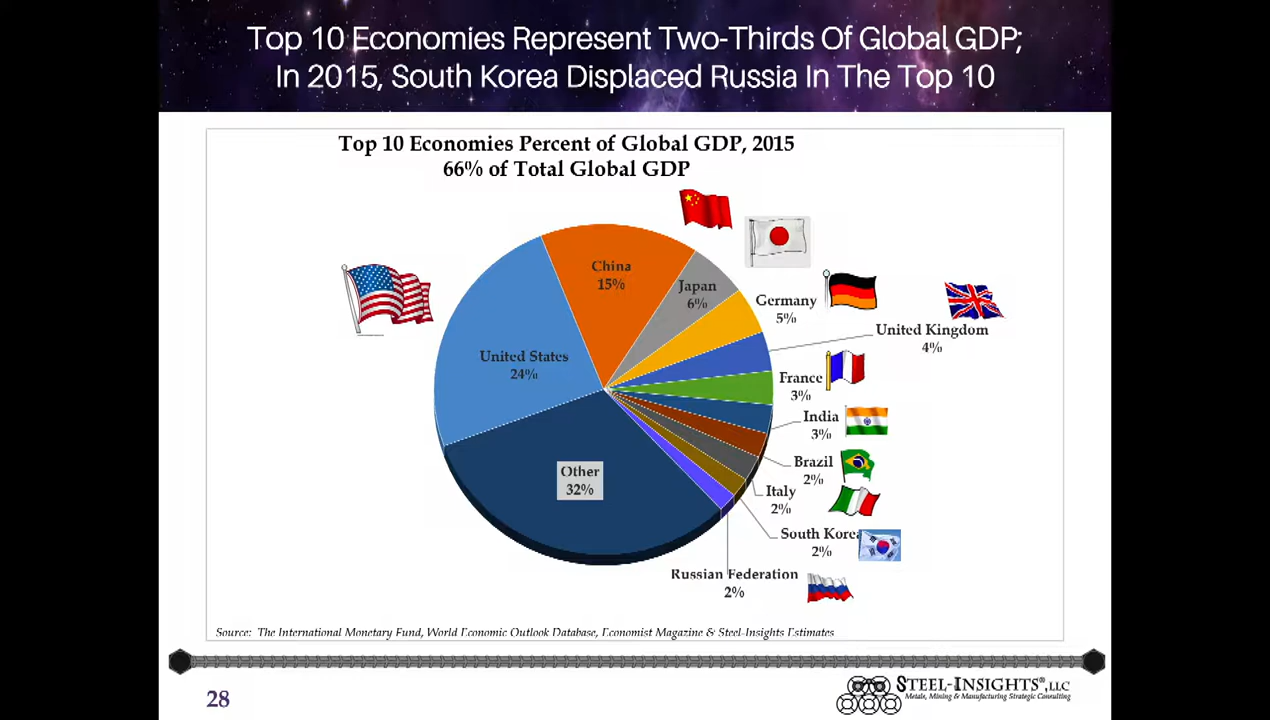 Top 10 Economies Represent Two-Thirds Of Global GDP;
In 2015, South Korea Displaced Russia In The Top 10
Top 10 Economies Percent of Global GDP, 2015
66% of Total Global GDP
China
15%
Japan
6%
Germany
5%
United Kingdom
4%
United States
24%
France
3%
India
3%
Brazil
2%
Other
32%
Italy
2%
South Korea
2%
Russian Federation
2%
Source: The International Monetary Fund, World Economic Outlook Database, Economist Magazine & Steel-Insights Estimates
28
STEEL-INSIGHTS®, LLC
Metals, Mining & Manufacturing Strategic Consulting